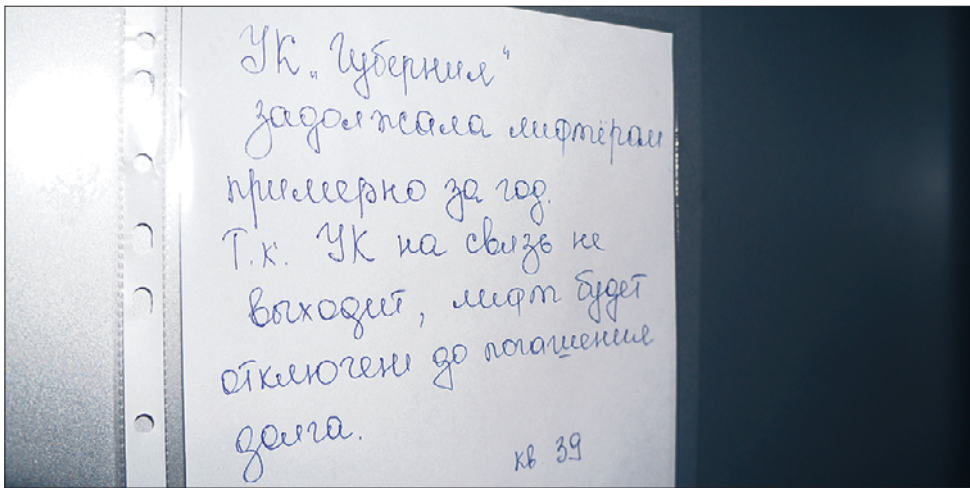 УК „Губерния"
задолжала лифтёрам
примерно за год.
Т.к. УК на связь не
выходит, лифт будет
отключен до погашения
долга.
кв 39